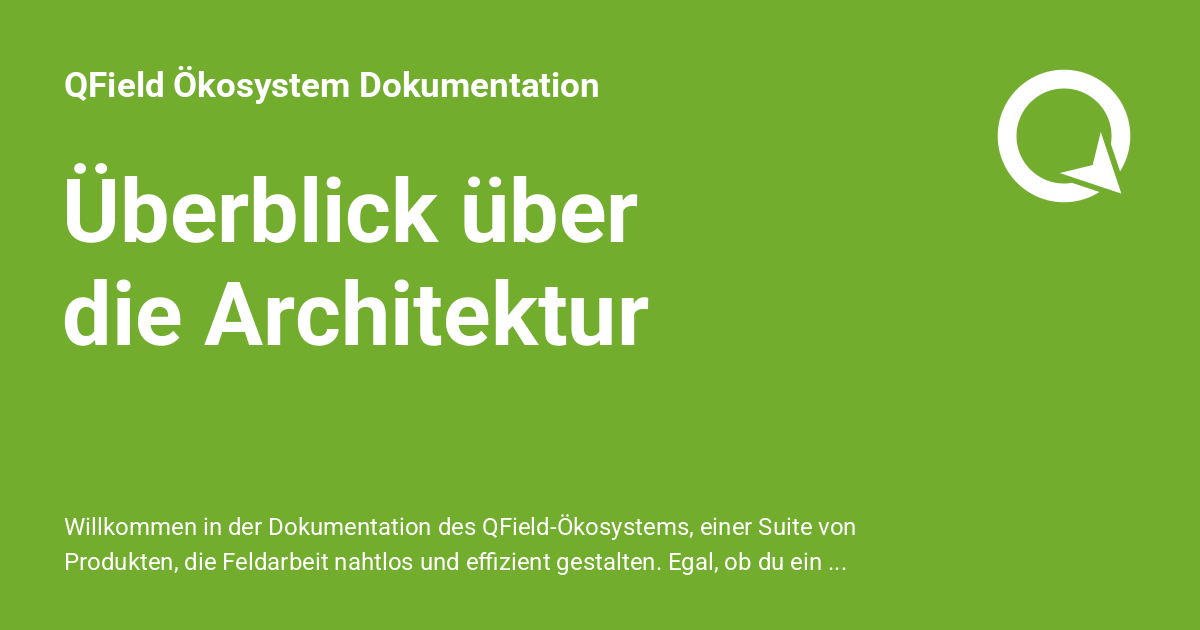 QField Ökosystem Dokumentation
Überblick über
die Architektur
Willkommen in der Dokumentation des QField-Ökosystems, einer Suite von
Produkten, die Feldarbeit nahtlos und effizient gestalten. Egal, ob du ein ...